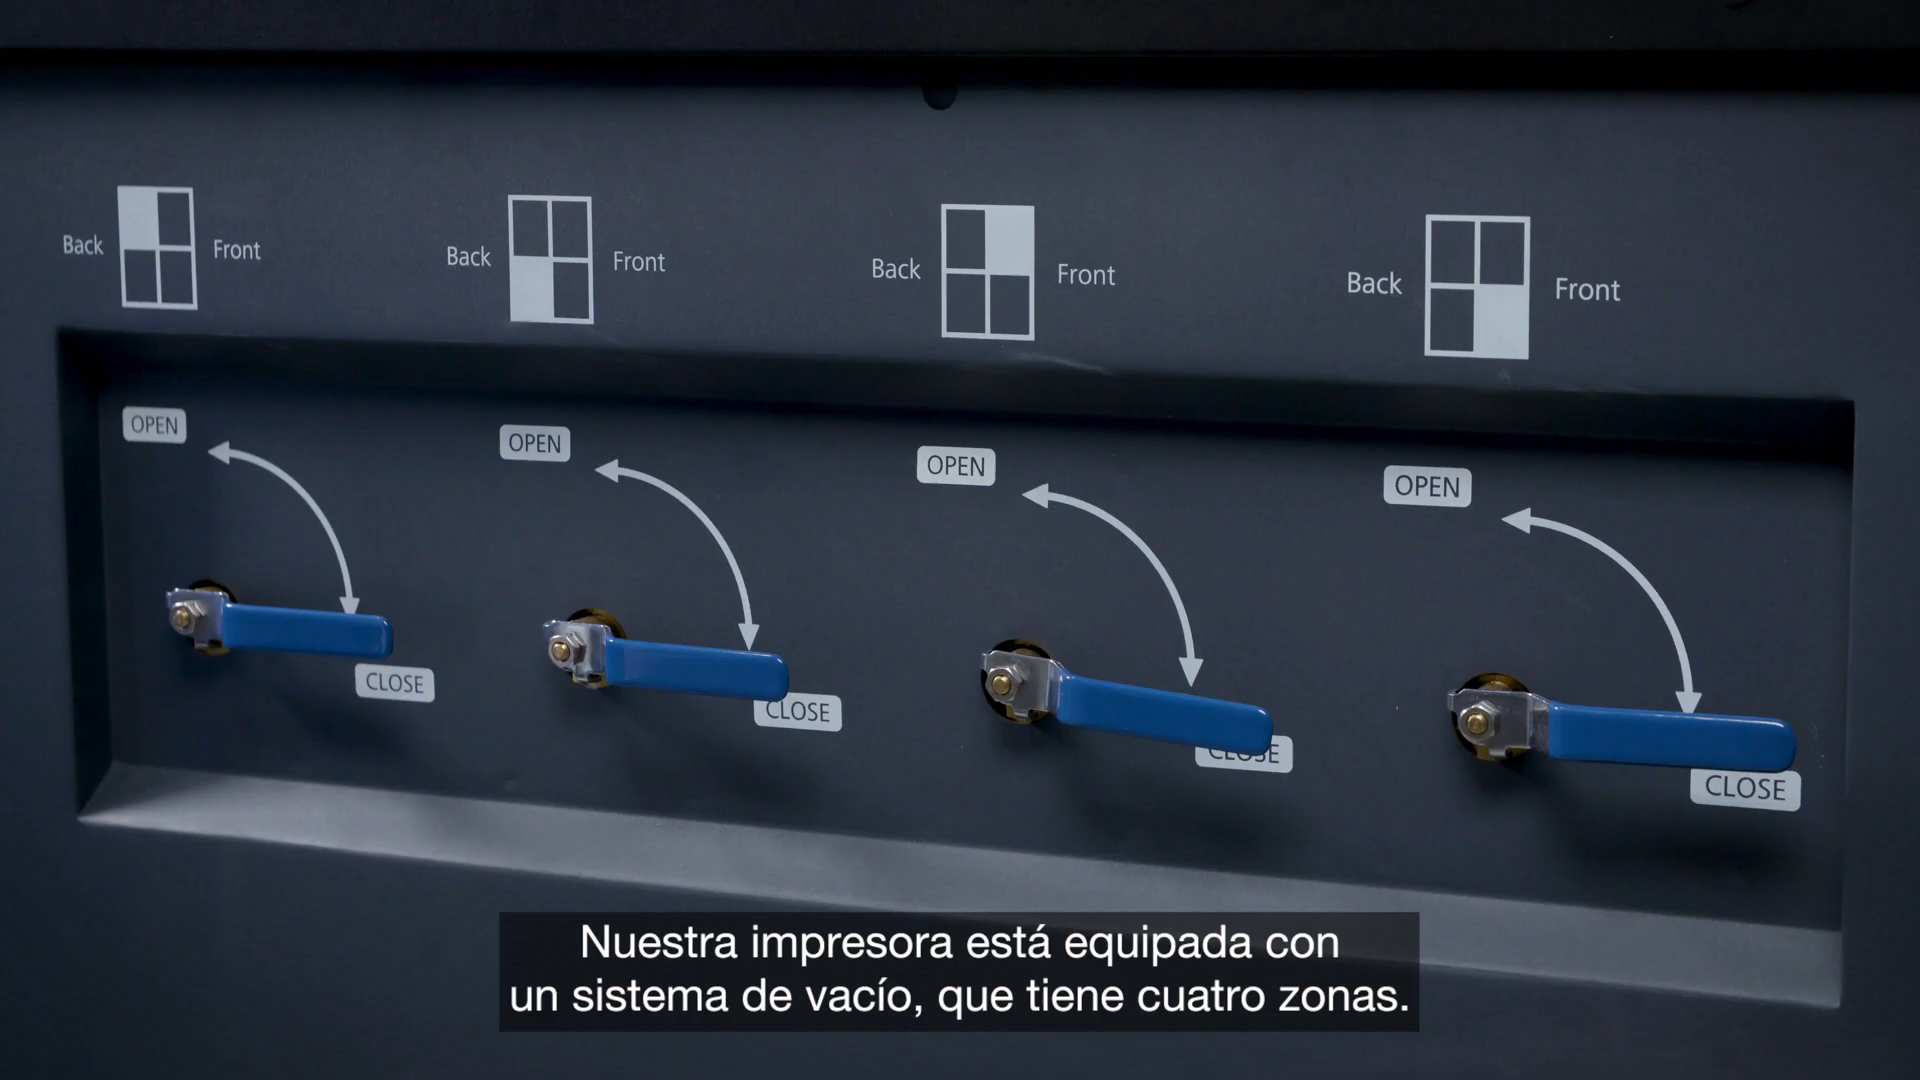 Back Front
Back Front
Back Front
Back Front
OPEN
OPEN
OPEN
OPEN
CLOSE
CLOSE
CLOSE
CLOSE
Nuestra impresora está equipada con
un sistema de vacío, que tiene cuatro zonas.